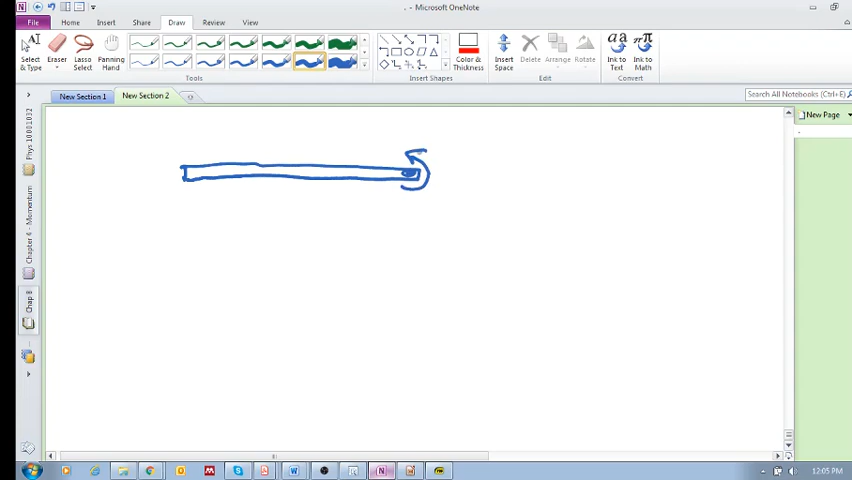 . - Microsoft OneNote
File Home Insert Share Draw Review View
Select & Type
Eraser
Lasso Select
Panning Hand
Color & Thickness
Insert Space
Delete
Arrange
Rotate
Ink to Text
Ink to Math
Tools
Insert Shapes
Edit
Convert
New Section 1
New Section 2
Search All Notebooks (Ctrl+E)
New Page
Chapter 4 - Momentum
Chap 8
12:05 PM